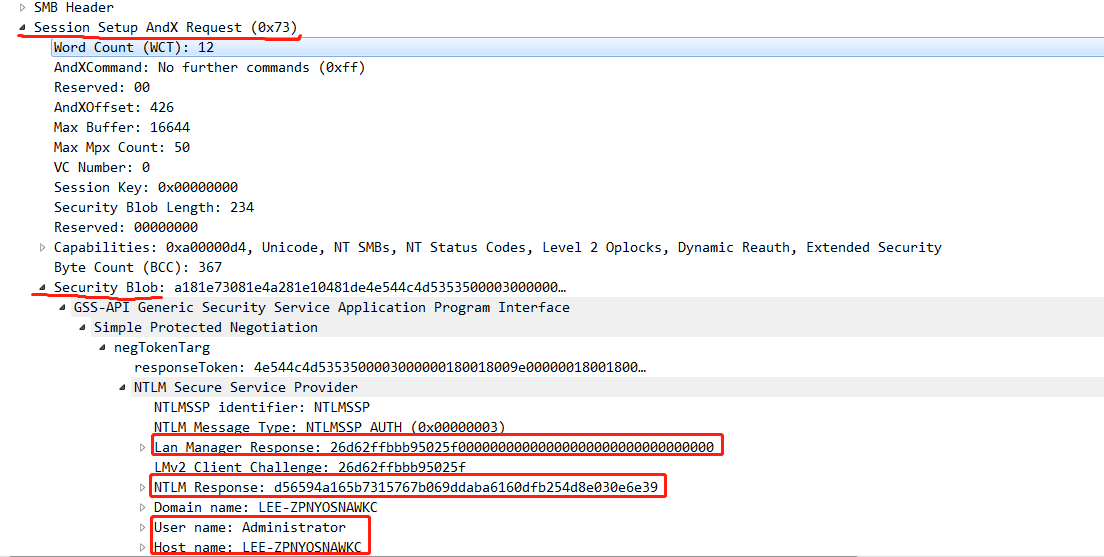 SMB Header
Session Setup AndX Request (0x73)
Word Count (WCT): 12
AndXCommand: No further commands (0xff)
Reserved: 00
AndXOffset: 426
Max Buffer: 16644
Max Mpx Count: 50
VC Number: 0
Session Key: 0x00000000
Security Blob Length: 234
Reserved: 00000000
Capabilities: 0xa00000d4, Unicode, NT SMBs, NT Status Codes, Level 2 Oplocks, Dynamic Reauth, Extended Security
Byte Count (BCC): 367
Security Blob: a181e73081e4a281e10481de4e544c4d5353500003000000…
GSS-API Generic Security Service Application Program Interface
Simple Protected Negotiation
negTokenTarg
responseToken: 4e544c4d5353500003000000180018009e00000018001800…
NTLM Secure Service Provider
NTLMSSP identifier: NTLMSSP
NTLM Message Type: NTLMSSP_AUTH (0x00000003)
Lan Manager Response: 26d62ffbbb95025f00000000000000000000000000000000
LMv2 Client Challenge: 26d62ffbbb95025f
NTLM Response: d56594a165b7315767b069ddaba6160dfb254d8e030e6e39
Domain name: LEE-ZPNYOSNAWKC
User name: Administrator
Host name: LEE-ZPNYOSNAWKC